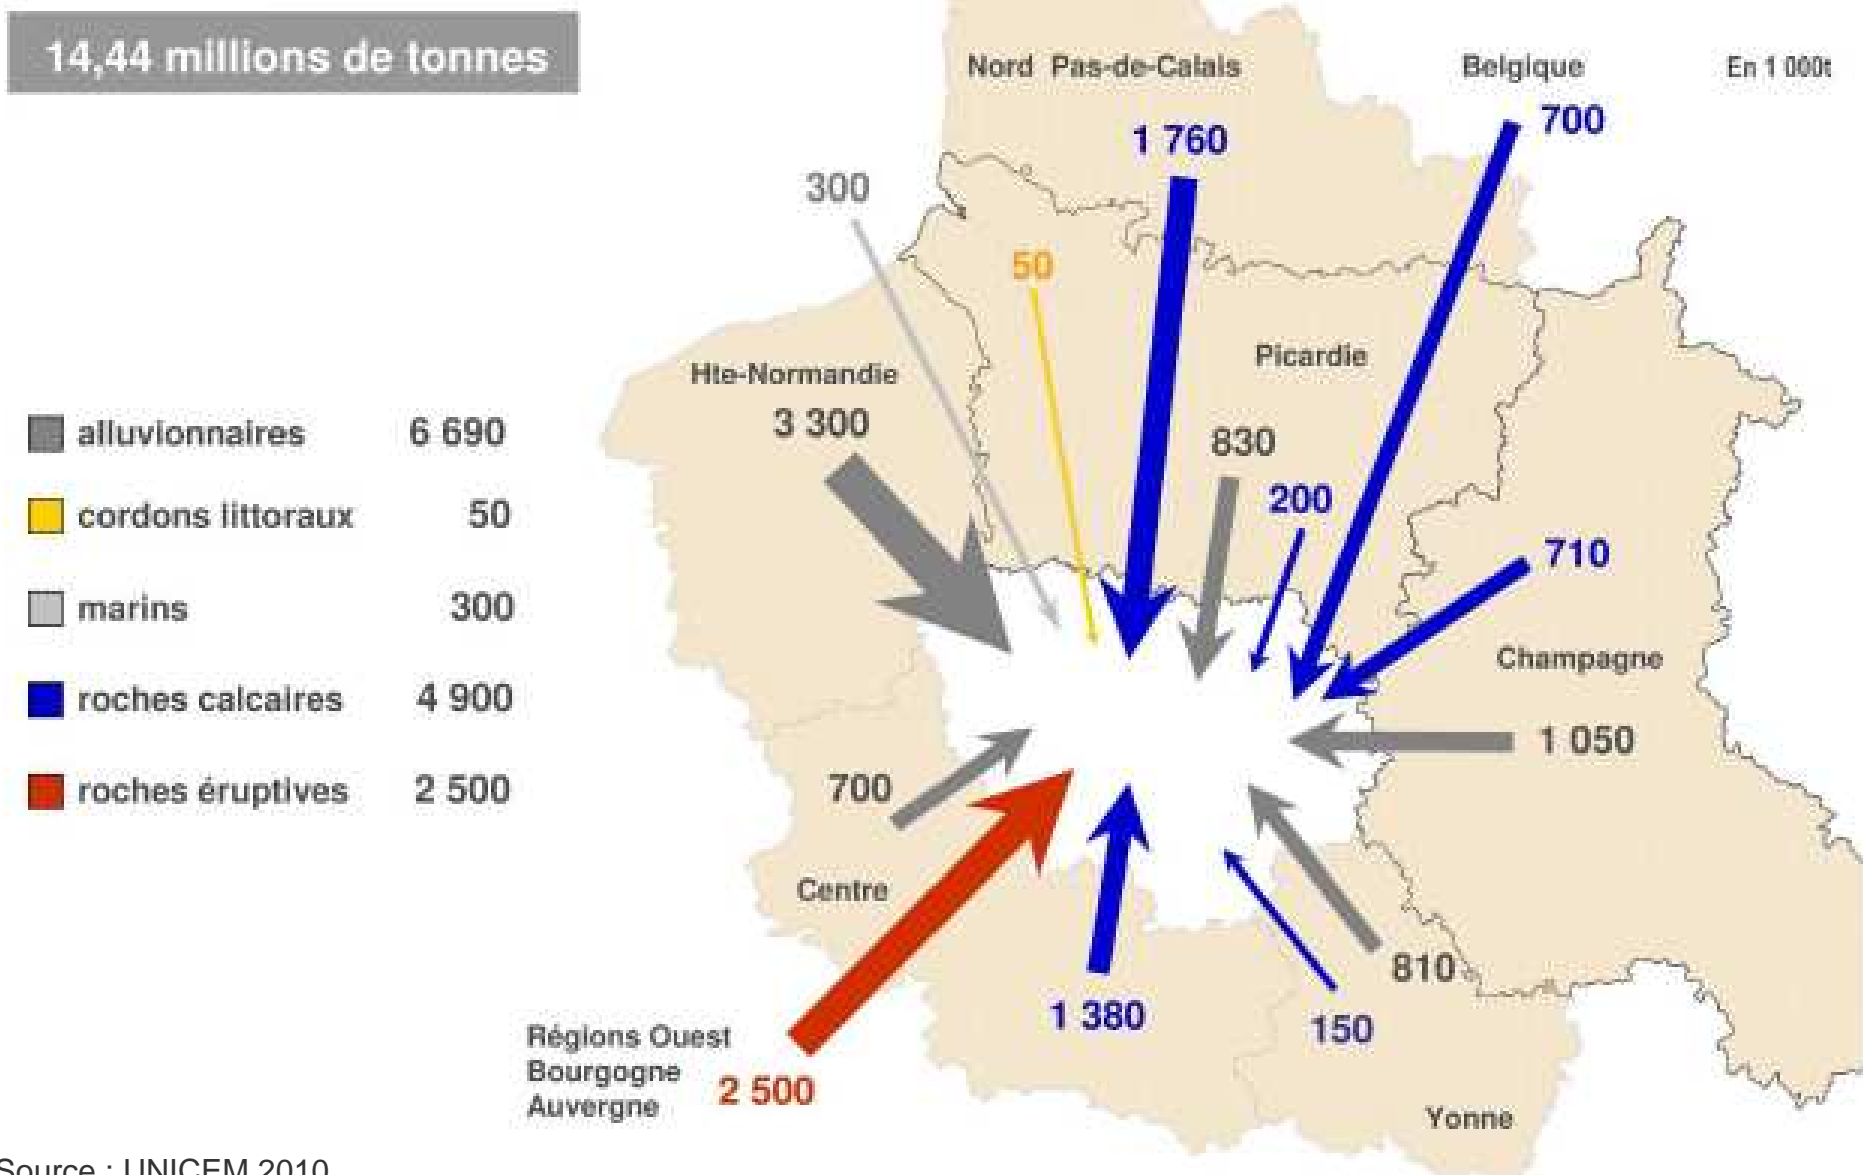 14,44 millions de tonnes
Nord Pas-de-Calais
Belgique
En 1 000t
1 760
700
300
50
Hte-Normandie
3 300
Picardie
830
200
710
Champagne
1 050
alluvionnaires 6 690
cordons littoraux 50
marins 300
roches calcaires 4 900
roches éruptives 2 500
700
Centre
810
1 380
150
Régions Ouest
Bourgogne
Auvergne
2 500
Yonne
Source : UNICEM 2010